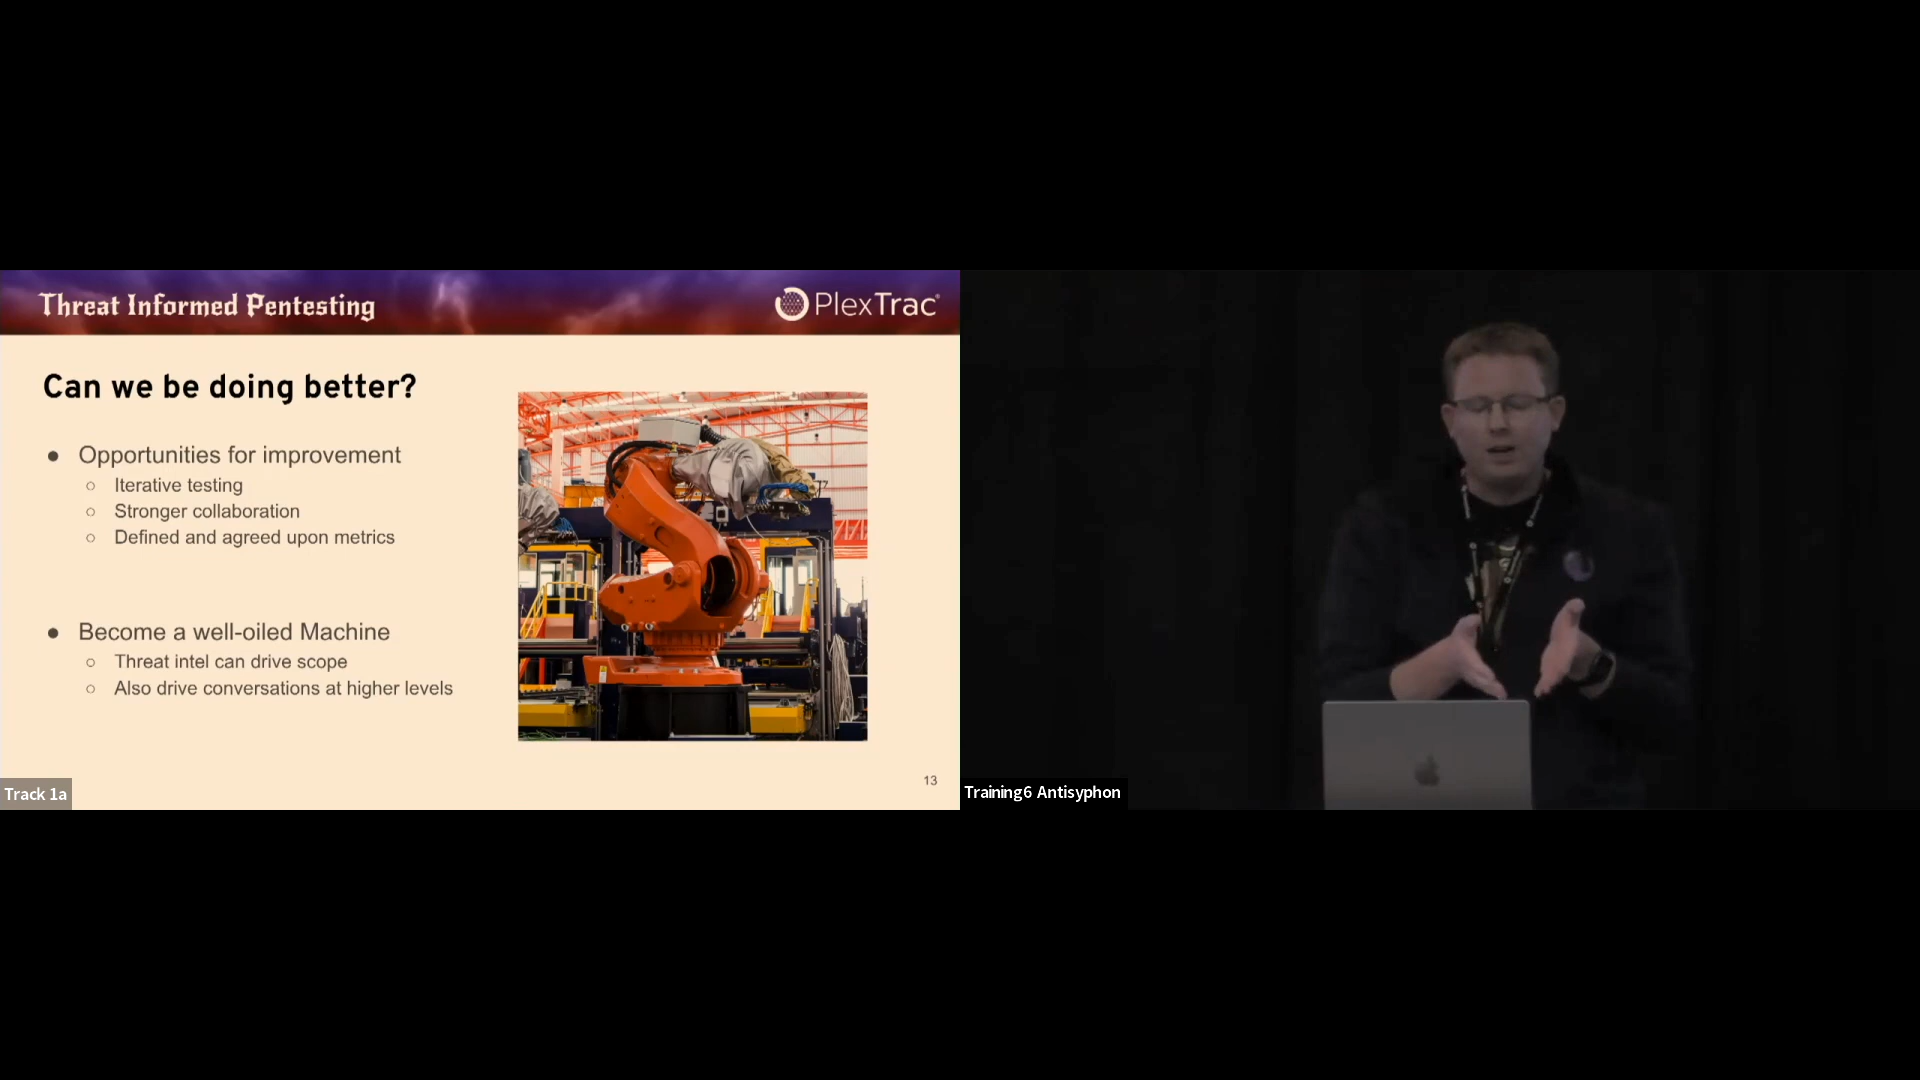 Threat Informed Pentesting
PlexTrac
Can we be doing better?
● Opportunities for improvement
○ Iterative testing
○ Stronger collaboration
○ Defined and agreed upon metrics
● Become a well-oiled Machine
○ Threat intel can drive scope
○ Also drive conversations at higher levels
13
Track 1a
Training6 Antisyphon